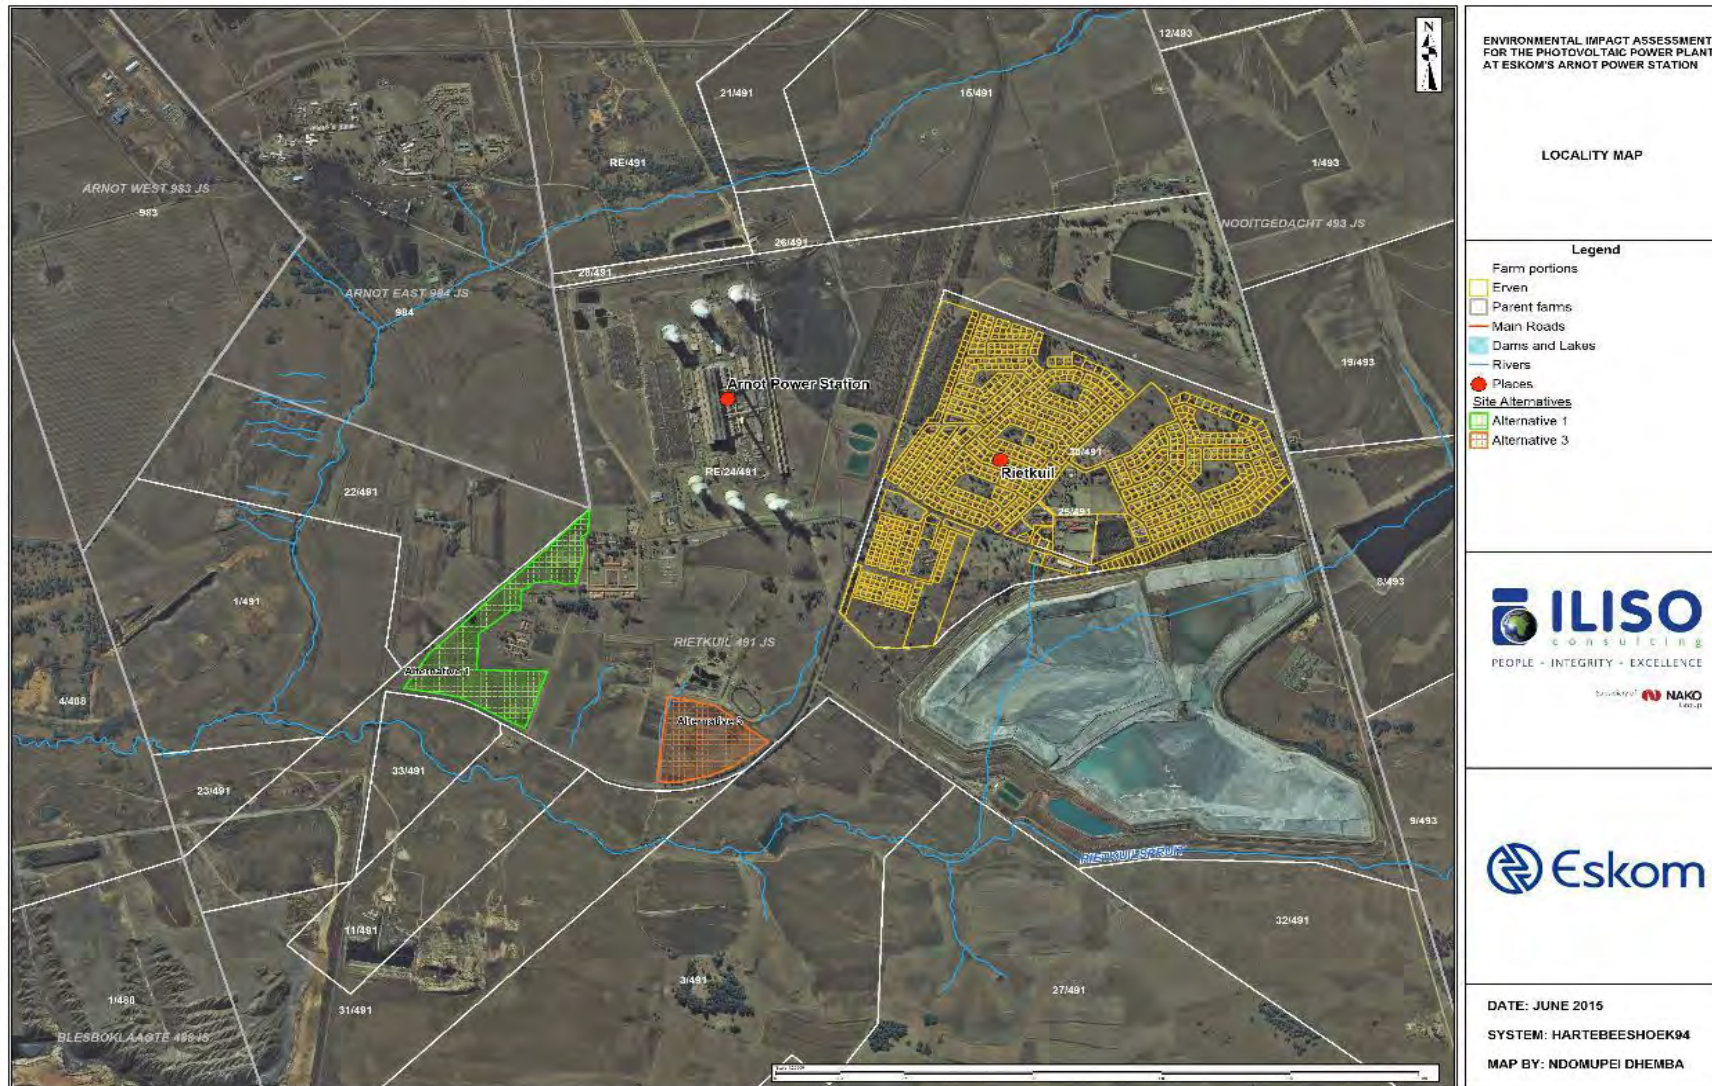 N
12/493
21/491
15/491
RE/491
1/493
ARNOT WEST 983 JS
983
NOOITGEDACHT 493 JS
26/491
28/491
ARNOT EAST 984 JS
984
19/493
Arnot Power Station
30/491
RE/24/491
Rietkuil
22/491
25/491
8/493
1/491
RIETKUIL 491 JS
Alternative 1
4/488
Alternative 3
33/491
23/491
9/493
RIETKUILSPRUIT
32/491
11/491
3/491
27/491
1/488
31/491
BLESBOKLAAGTE 488 JS
ENVIRONMENTAL IMPACT ASSESSMENT
FOR THE PHOTOVOLTAIC POWER PLANT
AT ESKOM'S ARNOT POWER STATION
LOCALITY MAP
Legend
Farm portions
Erven
Parent farms
Main Roads
Dams and Lakes
Rivers
Places
Site Alternatives
Alternative 1
Alternative 3
ILISO
consulting
PEOPLE - INTEGRITY - EXCELLENCE
NAKO
Eskom
DATE: JUNE 2015
SYSTEM: HARTEBEESHOEK94
MAP BY: NDOMUPEI DHEMBA